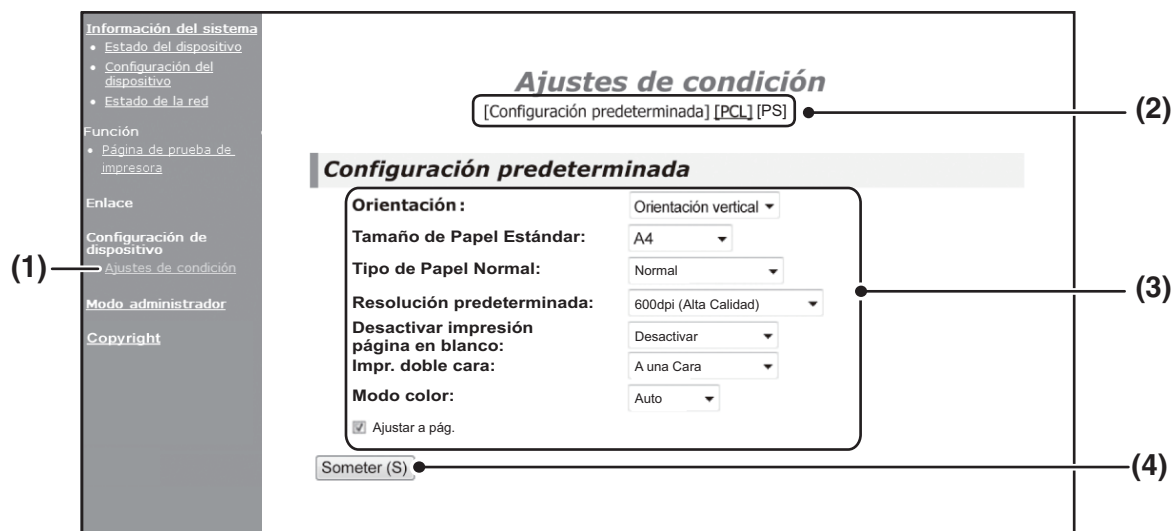 Información del sistema
• Estado del dispositivo
• Configuración del
dispositivo
• Estado de la red
Función
• Página de prueba de
impresora
Enlace
Configuración de
dispositivo
Ajustes de condición
Modo administrador
Copyright
(1)
Ajustes de condición
[Configuración predeterminada] [PCL] [PS]
(2)
Configuración predeterminada
Orientación: Orientación vertical
Tamaño de Papel Estándar: A4
Tipo de Papel Normal: Normal
Resolución predeterminada: 600dpi (Alta Calidad)
(3)
Desactivar impresión
página en blanco: Desactivar
Impr. doble cara: A una Cara
Modo color: Auto
Ajustar a pág.
Someter (S)
(4)